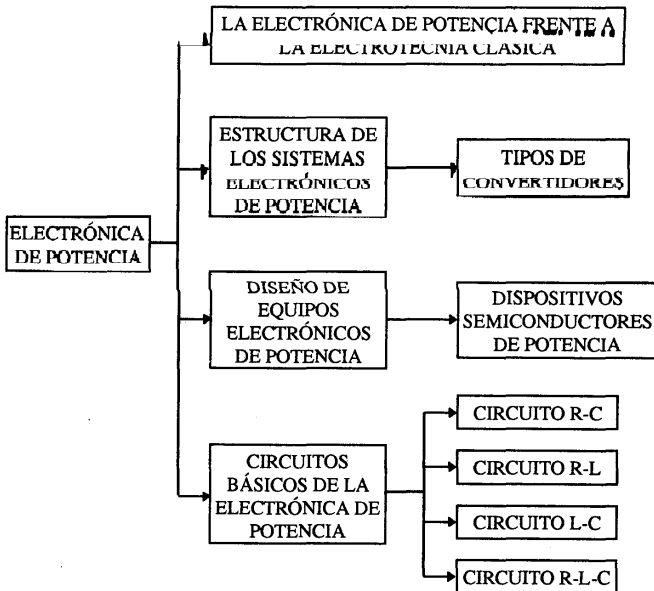 LA ELECTRÓNICA DE POTENCIA FRENTE A
LA ELECTROTECNIA CLÁSICA
ESTRUCTURA DE
LOS SISTEMAS
ELECTRÓNICOS
DE POTENCIA
TIPOS DE
CONVERTIDORES
ELECTRÓNICA
DE POTENCIA
DISEÑO DE
EQUIPOS
ELECTRÓNICOS
DE POTENCIA
DISPOSITIVOS
SEMICONDUCTORES
DE POTENCIA
CIRCUITOS
BÁSICOS DE LA
ELECTRÓNICA DE
POTENCIA
CIRCUITO R-C
CIRCUITO R-L
CIRCUITO L-C
CIRCUITO R-L-C